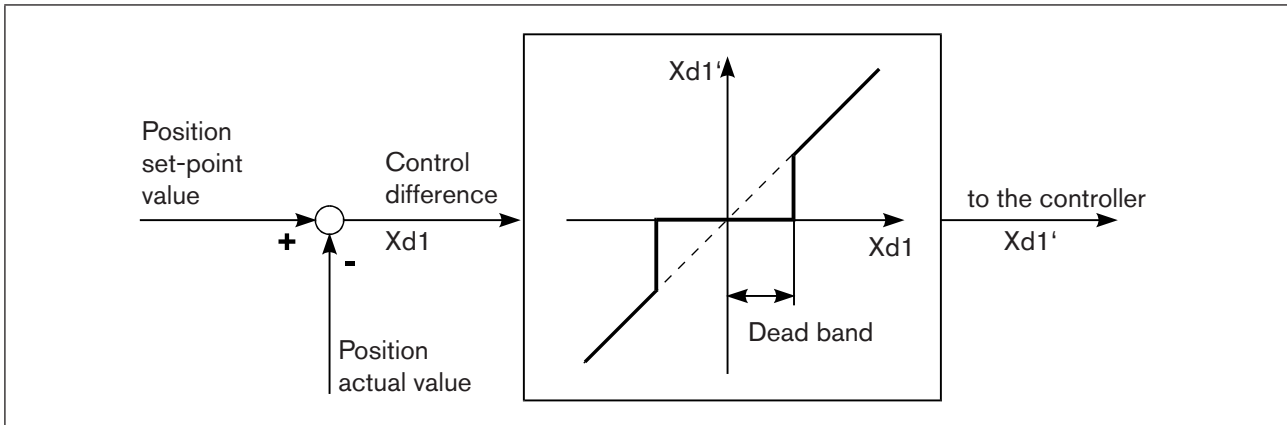 Position
set-point
value
+
-
Control
difference
Xd1
Position
actual value
Xd1‘
Xd1
Dead band
to the controller
Xd1‘